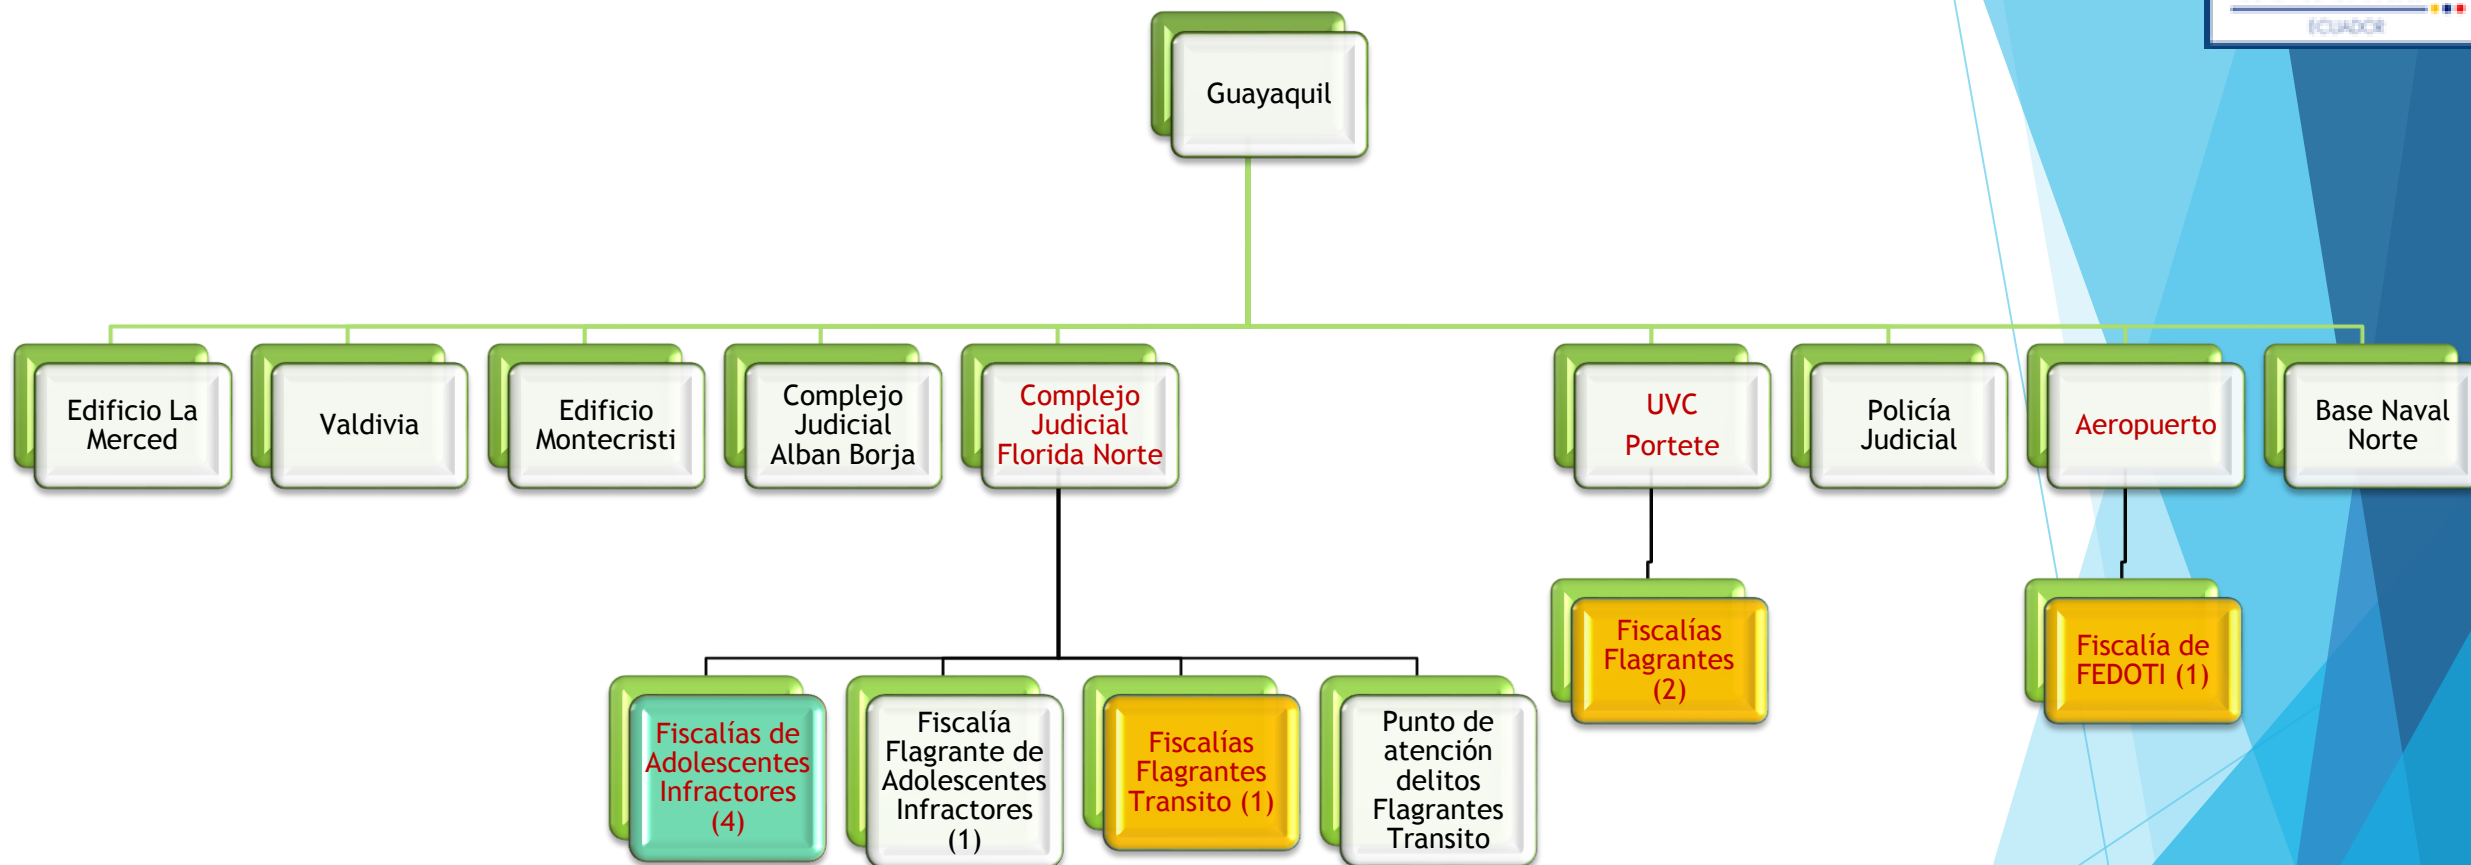 ECUADOR
Guayaquil
Edificio La
Merced
Valdivia
Edificio
Montecristi
Complejo
Judicial
Alban Borja
Complejo
Judicial
Florida Norte
UVC
Portete
Policía
Judicial
Aeropuerto
Base Naval
Norte
Fiscalías de
Adolescentes
Infractores
(4)
Fiscalía
Flagrante de
Adolescentes
Infractores
(1)
Fiscalías
Flagrantes
Transito (1)
Punto de
atención
delitos
Flagrantes
Transito
Fiscalías
Flagrantes
(2)
Fiscalía de
FEDOTI (1)